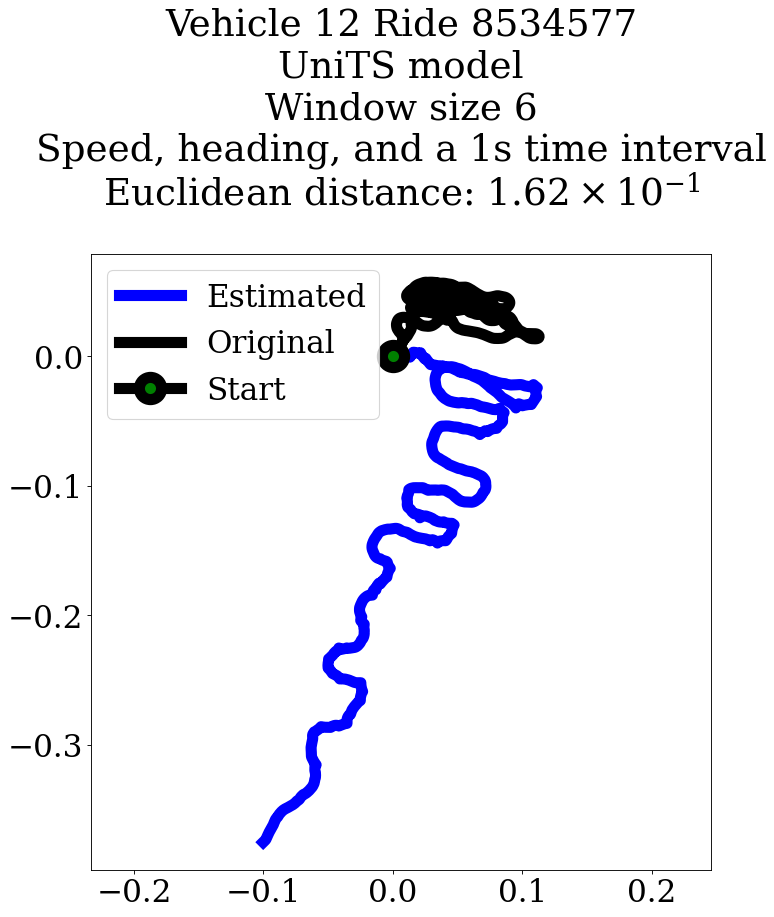 Vehicle 12 Ride 8534577
UniTS model
Window size 6
Speed, heading, and a 1s time interval
Euclidean distance: 1.62 × 10⁻¹
Estimated
Original
Start
0.0
−0.1
−0.2
−0.3
−0.2 −0.1 0.0 0.1 0.2